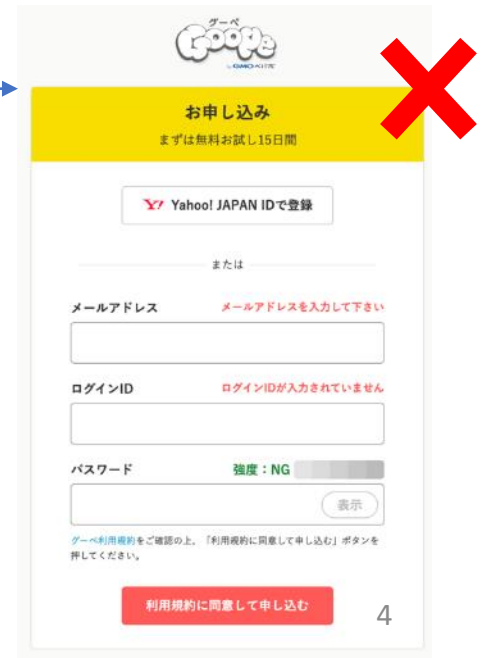 グーペ
Goope
by GMOペパボ
お申し込み
まずは無料お試し15日間
Y! Yahoo! JAPAN IDで登録
または
メールアドレス メールアドレスを入力して下さい
ログインID ログインIDが入力されていません
パスワード 強度：NG
表示
グーペ利用規約をご確認の上、「利用規約に同意して申し込む」ボタンを
押してください。
利用規約に同意して申し込む
4